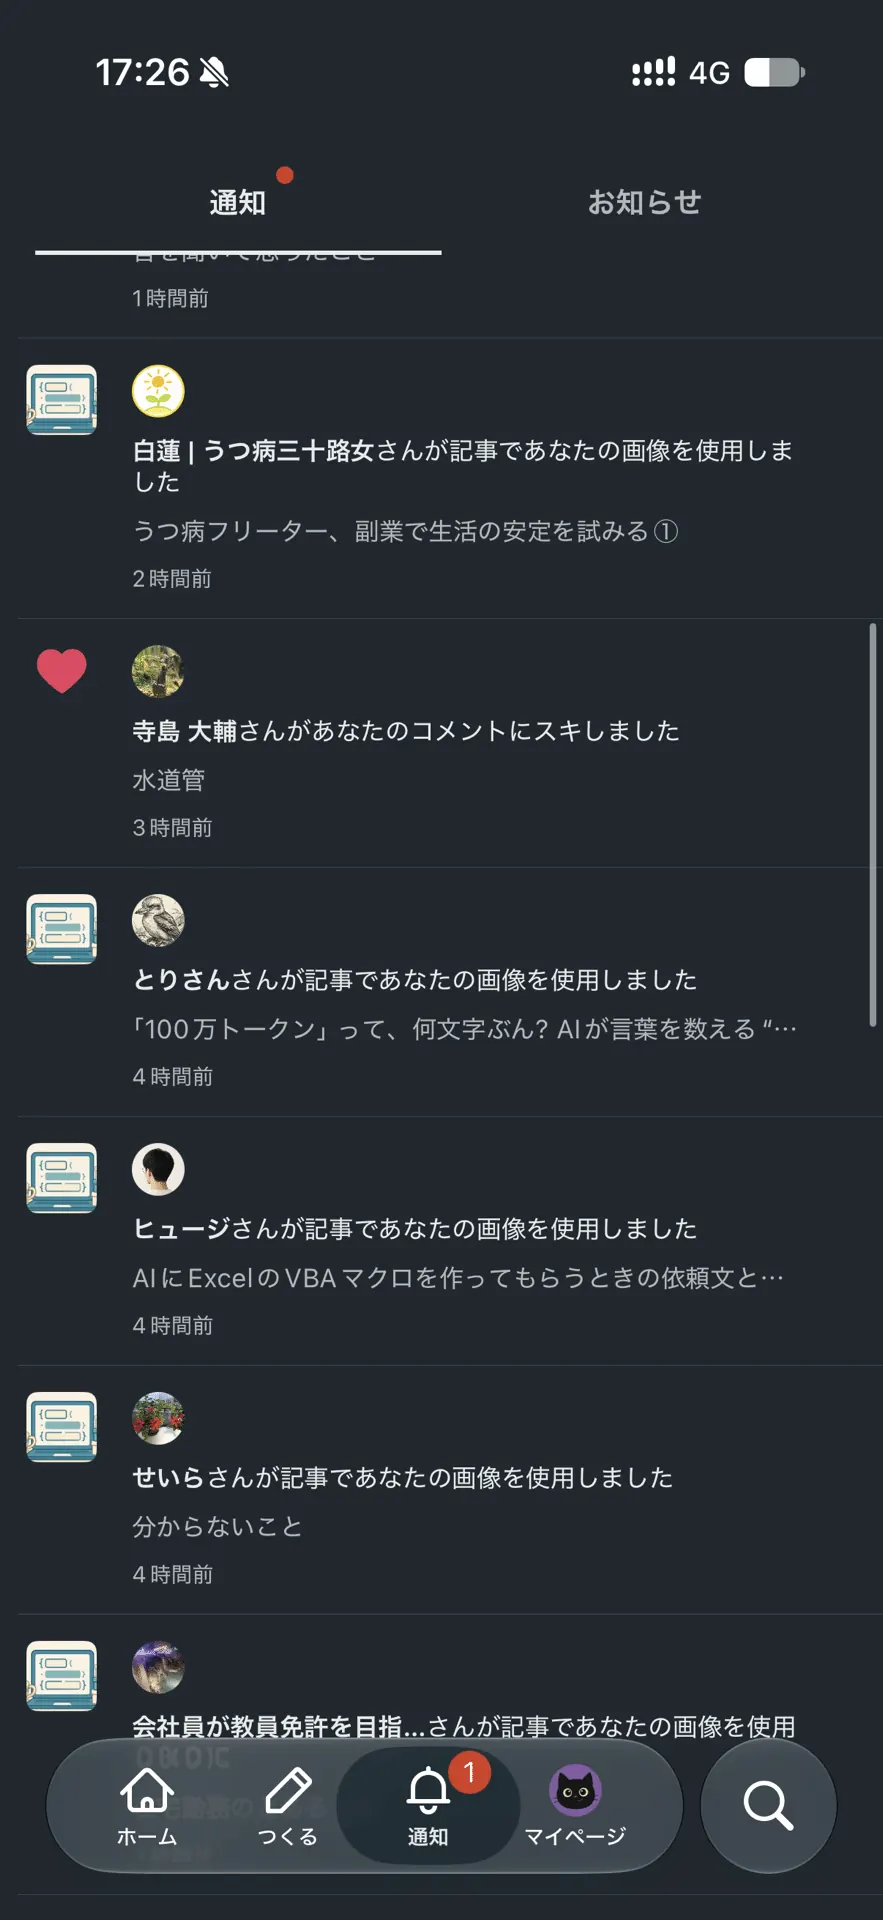 17:26
4G
通知
お知らせ
1時間前
白蓮 | うつ病三十路女さんが記事であなたの画像を使用しま
した
うつ病フリーター、副業で生活の安定を試みる①
2時間前
寺島 大輔さんがあなたのコメントにスキしました
水道管
3時間前
とりさんさんが記事であなたの画像を使用しました
「100万トークン」って、何文字ぶん? AIが言葉を数える “…
4時間前
ヒュージさんが記事であなたの画像を使用しました
AIにExcelのVBAマクロを作ってもらうときの依頼文と…
4時間前
せいらさんが記事であなたの画像を使用しました
分からないこと
4時間前
会社員が教員免許を目指...さんが記事であなたの画像を使用
1
ホーム
つくる
通知
マイページ